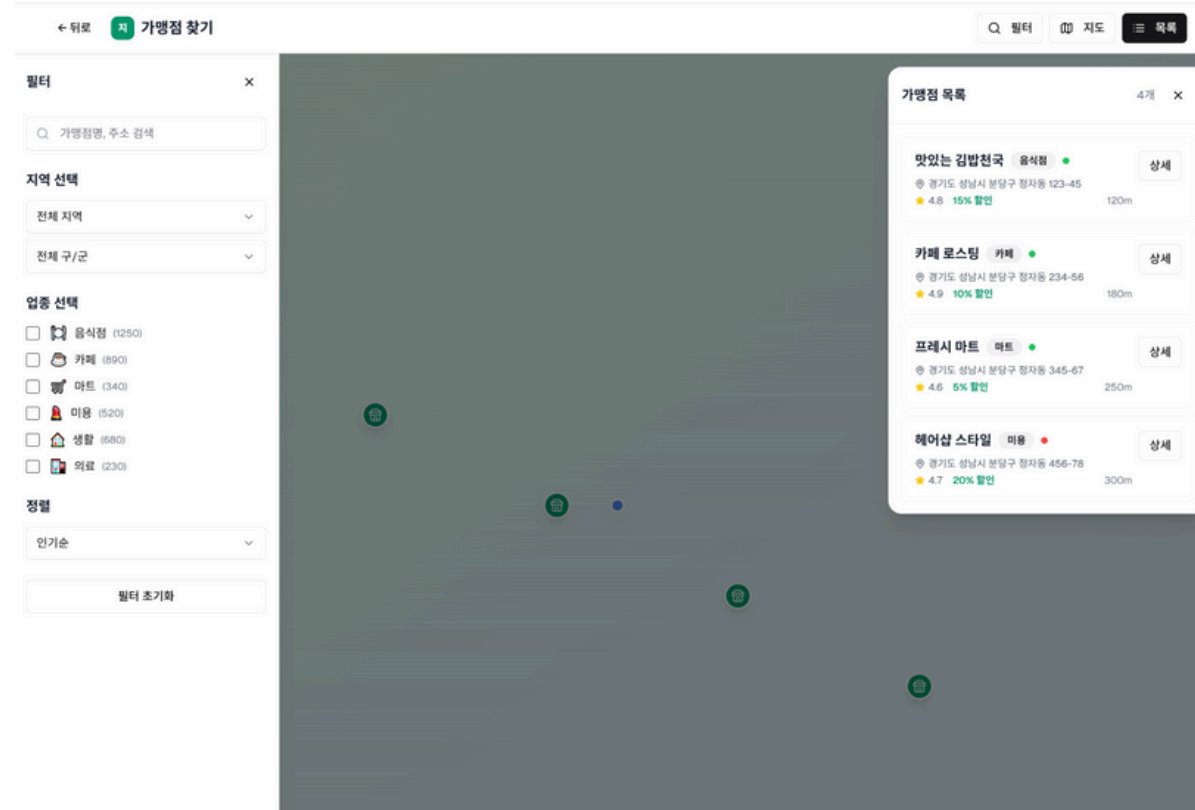 ← 뒤로 지 가맹점 찾기 필터 지도 목록
필터
가맹점명, 주소 검색
지역 선택
전체 지역
전체 구/군
업종 선택
음식점 (1250)
카페 (890)
마트 (340)
미용 (520)
생활 (680)
의료 (230)
정렬
인기순
필터 초기화
가맹점 목록 4개
맛있는 김밥천국 음식점 상세
경기도 성남시 분당구 정자동 123-45
4.8 15% 할인 120m
카페 로스팅 카페 상세
경기도 성남시 분당구 정자동 234-56
4.9 10% 할인 180m
프레시 마트 마트 상세
경기도 성남시 분당구 정자동 345-67
4.6 5% 할인 250m
헤어샵 스타일 미용 상세
경기도 성남시 분당구 정자동 456-78
4.7 20% 할인 300m